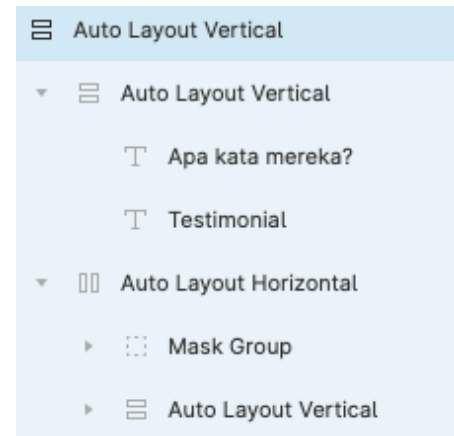 Auto Layout Vertical
Auto Layout Vertical
Apa kata mereka?
Testimonial
Auto Layout Horizontal
Mask Group
Auto Layout Vertical